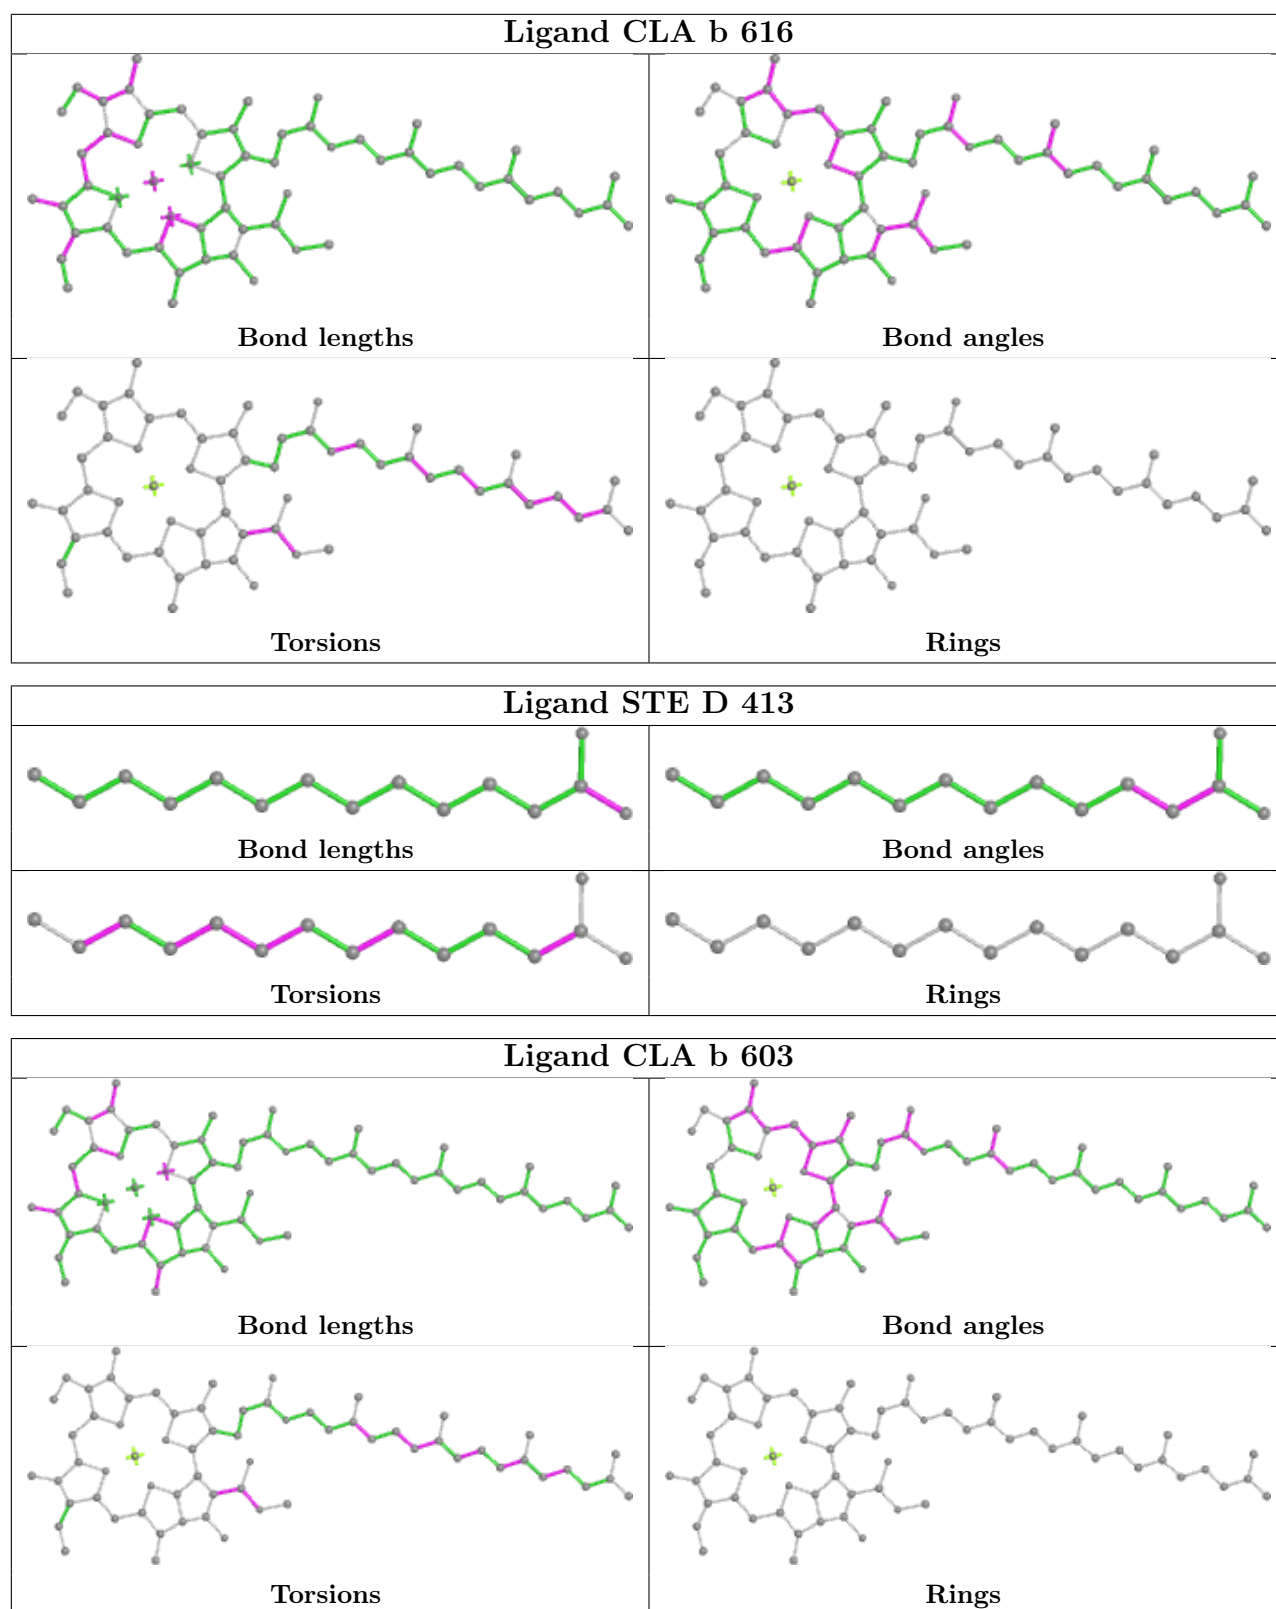 Ligand CLA b 616
Bond lengths
Bond angles
Torsions
Rings
Ligand STE D 413
Bond lengths
Bond angles
Torsions
Rings
Ligand CLA b 603
Bond lengths
Bond angles
Torsions
Rings